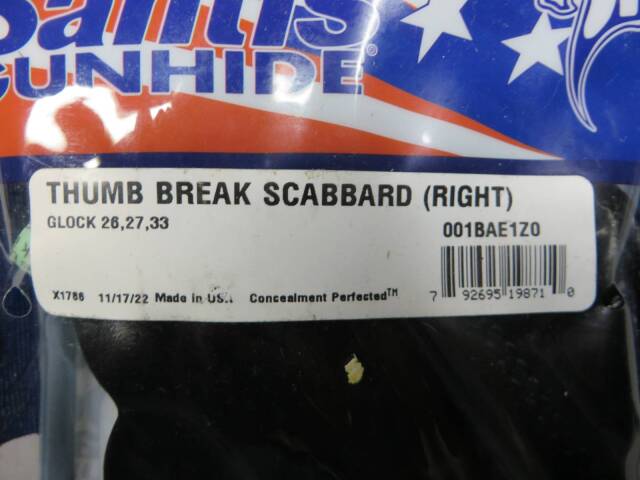 Santis
GUNHIDE®
THUMB BREAK SCABBARD (RIGHT)
GLOCK 26,27,33
001BAE1Z0
X1786 11/17/22 Made in USA Concealment Perfected™
7 92695 19871 0